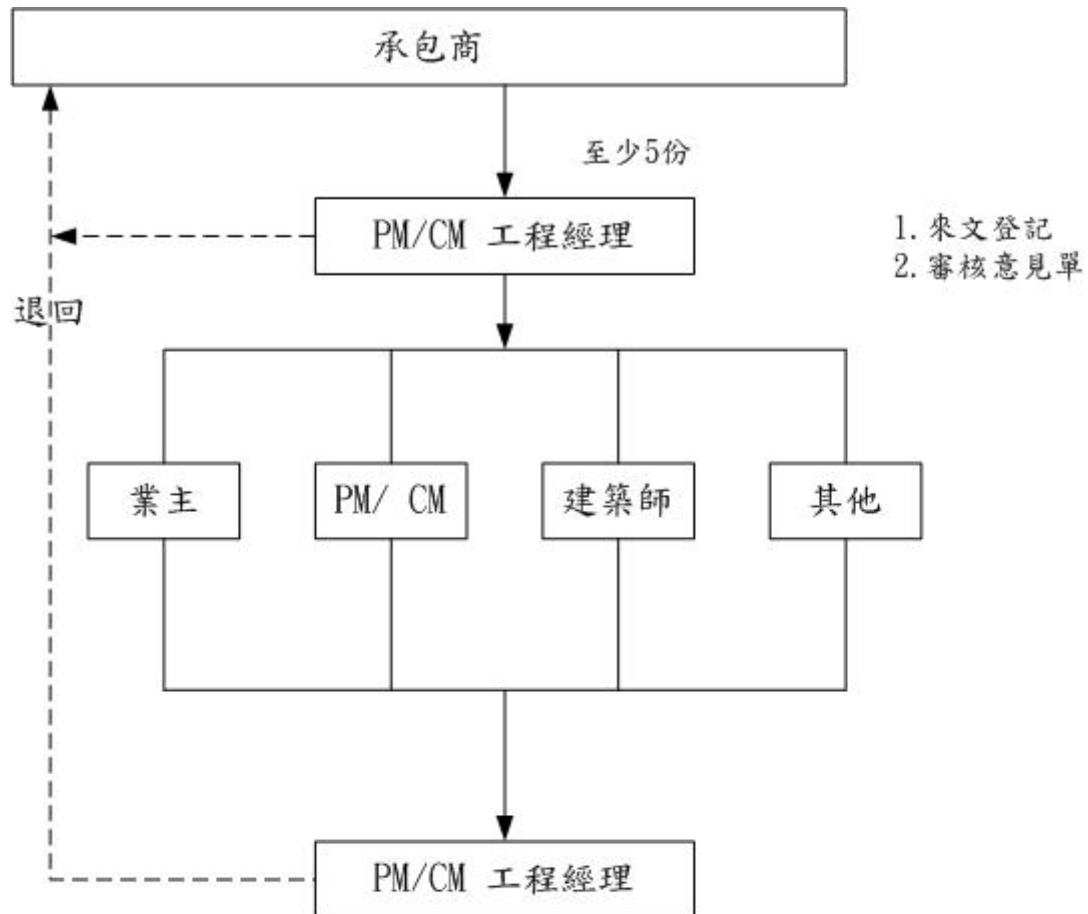 承包商
至少5份
PM/CM 工程經理
1. 來文登記
2. 審核意見單
退回
業主
PM/ CM
建築師
其他
PM/CM 工程經理